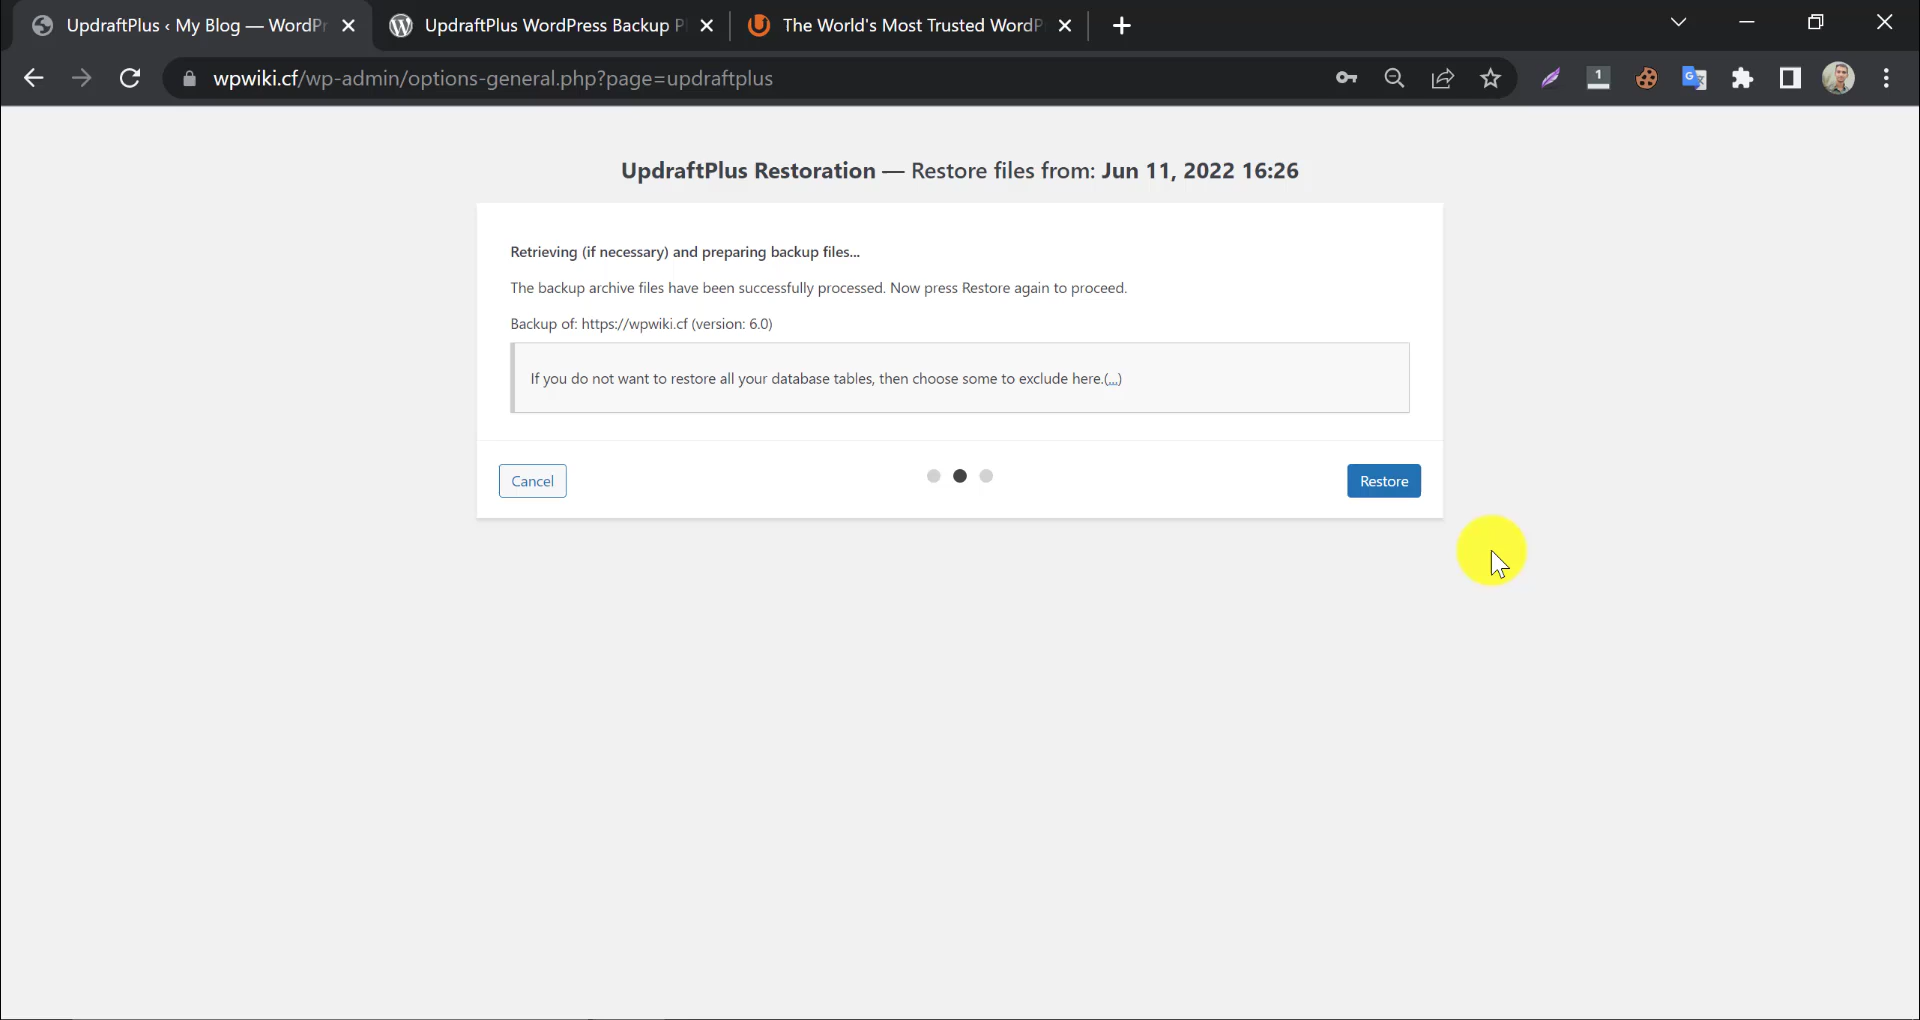 UpdraftPlus ‹ My Blog — WordPr
UpdraftPlus WordPress Backup P
The World's Most Trusted WordP
wpwiki.cf/wp-admin/options-general.php?page=updraftplus
1
UpdraftPlus Restoration — Restore files from: Jun 11, 2022 16:26
Retrieving (if necessary) and preparing backup files...
The backup archive files have been successfully processed. Now press Restore again to proceed.
Backup of: https://wpwiki.cf (version: 6.0)
If you do not want to restore all your database tables, then choose some to exclude here.(...)
Cancel
Restore